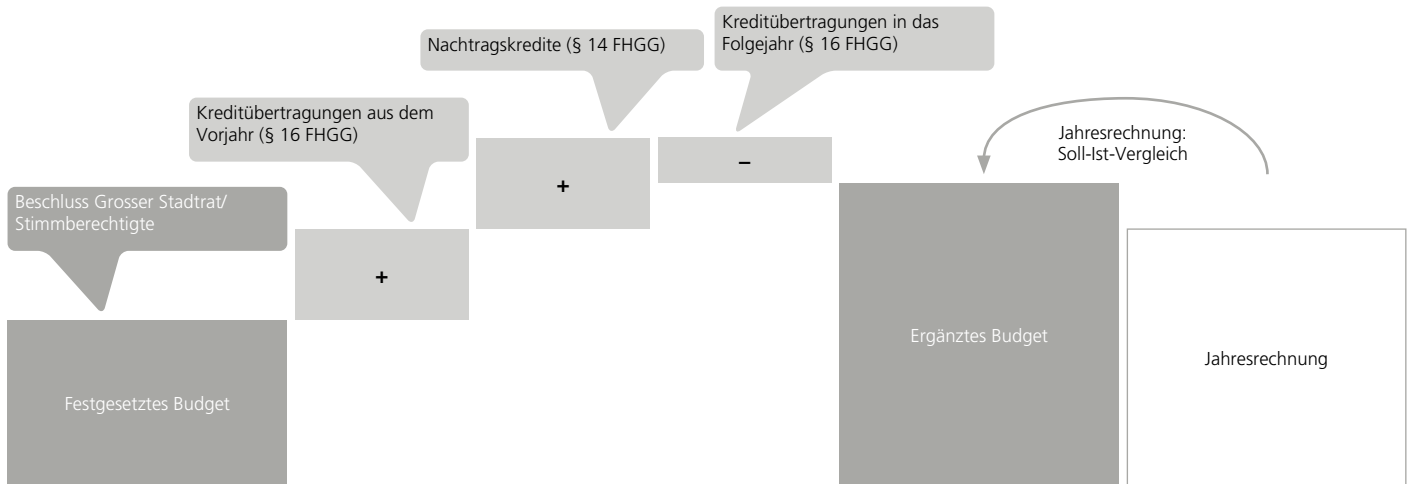 Kreditübertragungen in das
Folgejahr (§ 16 FHGG)
Nachtragskredite (§ 14 FHGG)
Kreditübertragungen aus dem
Vorjahr (§ 16 FHGG)
Jahresrechnung:
Soll-Ist-Vergleich
+
–
Beschluss Grosser Stadtrat/
Stimmberechtigte
+
Ergänztes Budget
Jahresrechnung
Festgesetztes Budget